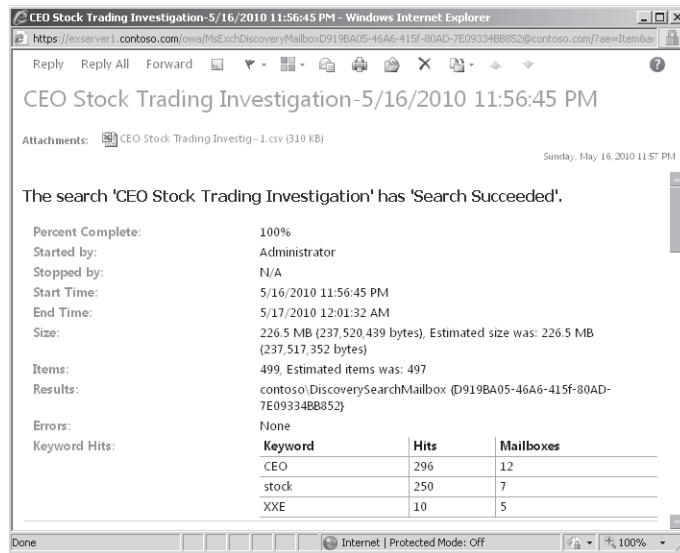 CEO Stock Trading Investigation-5/16/2010 11:56:45 PM - Windows Internet Explorer
https://exserver1.contoso.com/owa/MsExchDiscoveryMailboxD919BA05-46A6-415f-80AD-7E09334BB852@contoso.com/?ae=Item&a
Reply Reply All Forward
CEO Stock Trading Investigation-5/16/2010 11:56:45 PM
Attachments: CEO Stock Trading Investig~1.csv (310 KB)
Sunday, May 16, 2010 11:57 PM
The search 'CEO Stock Trading Investigation' has 'Search Succeeded'.
Percent Complete: 100%
Started by: Administrator
Stopped by: N/A
Start Time: 5/16/2010 11:56:45 PM
End Time: 5/17/2010 12:01:32 AM
Size: 226.5 MB (237,520,439 bytes), Estimated size was: 226.5 MB
(237,517,352 bytes)
Items: 499, Estimated items was: 497
Results: contoso\DiscoverySearchMailbox {D919BA05-46A6-415f-80AD-
7E09334BB852}
Errors: None
Keyword Hits: Keyword Hits Mailboxes
CEO 296 12
stock 250 7
XXE 10 5
Done Internet | Protected Mode: Off 100%